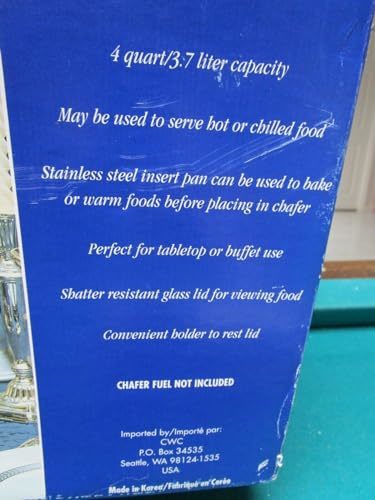 4 quart/3.7 liter capacity
May be used to serve hot or chilled food
Stainless steel insert pan can be used to bake
or warm foods before placing in chafer
Perfect for tabletop or buffet use
Shatter resistant glass lid for viewing food
Convenient holder to rest lid
CHAFER FUEL NOT INCLUDED
Imported by/Importé par:
CWC
P.O. Box 34535
Seattle, WA 98124-1535
USA
Made in Korea/Fabriqué en Corée